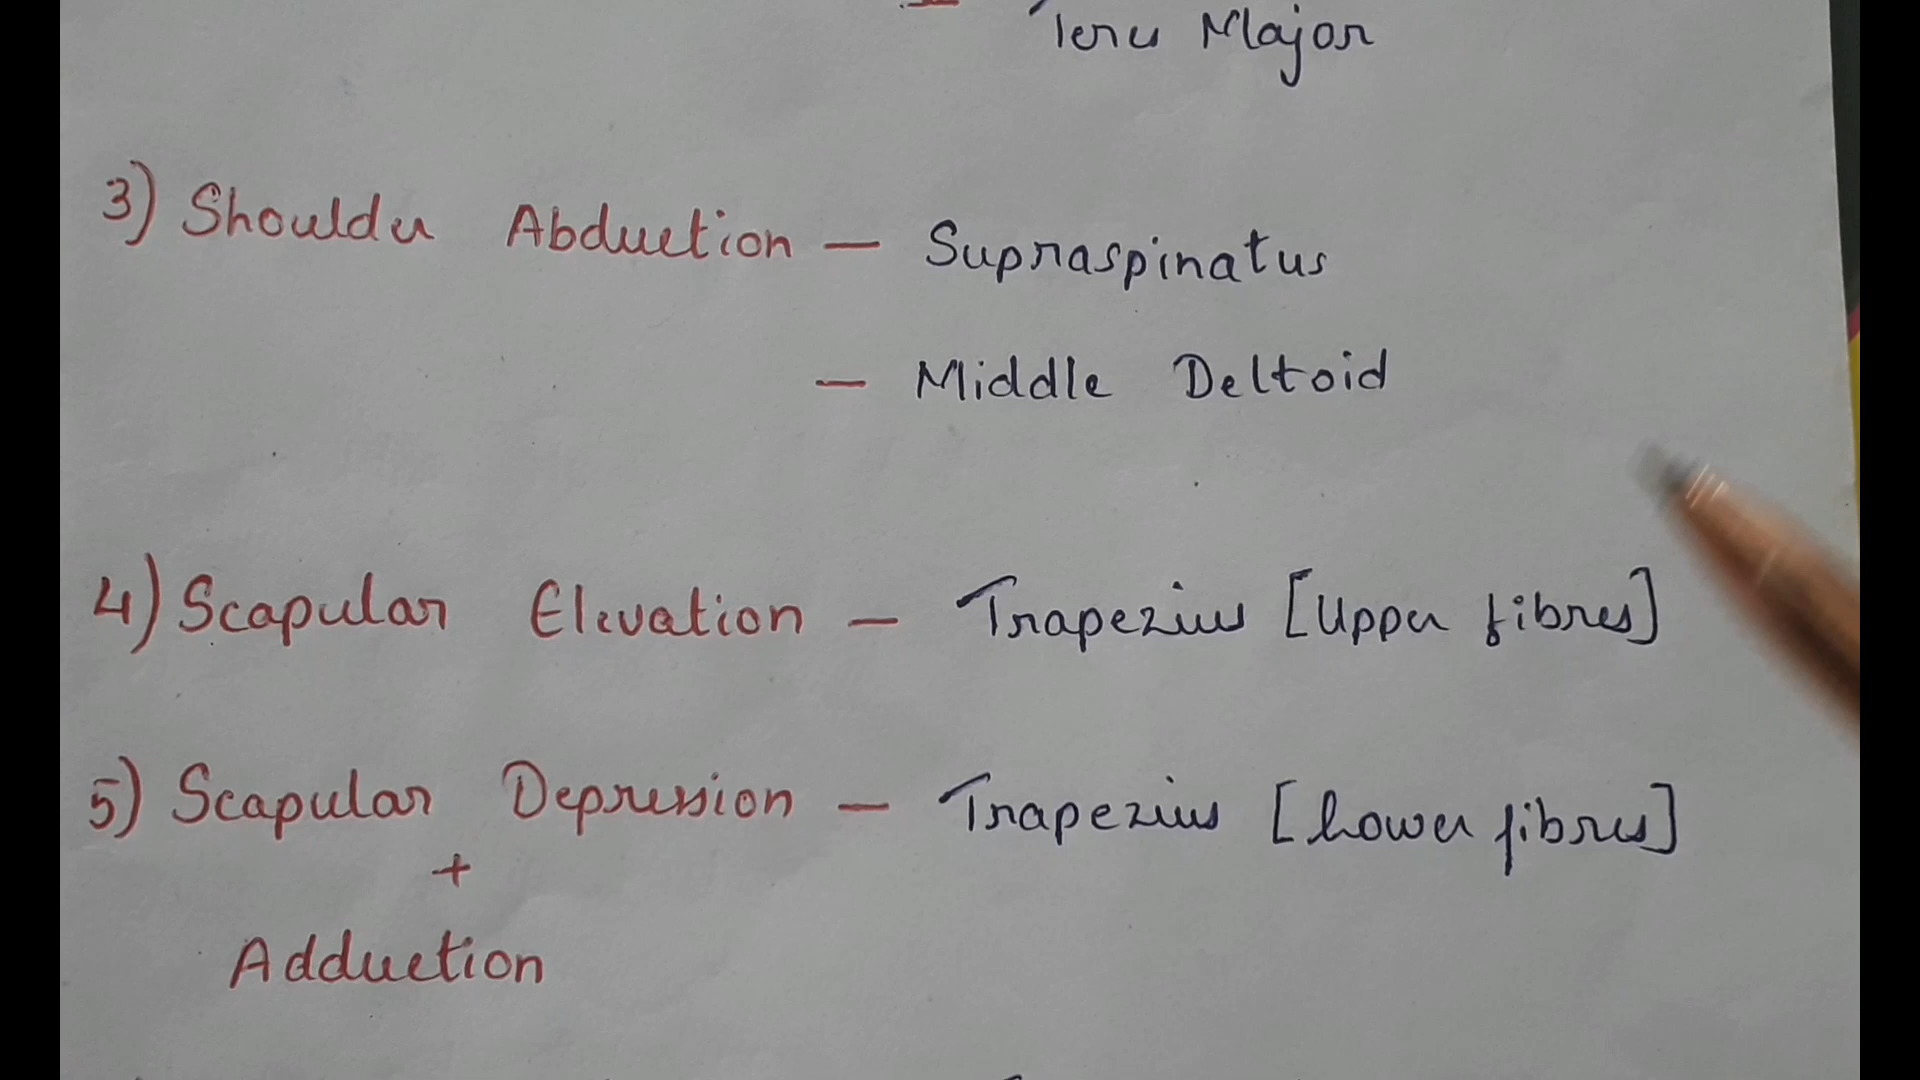 Teres Major
3) Shoulder Abduction — Supraspinatus
— Middle Deltoid
4) Scapular Elevation — Trapezius [Upper fibres]
5) Scapular Depression — Trapezius [Lower fibres]
+
Adduction